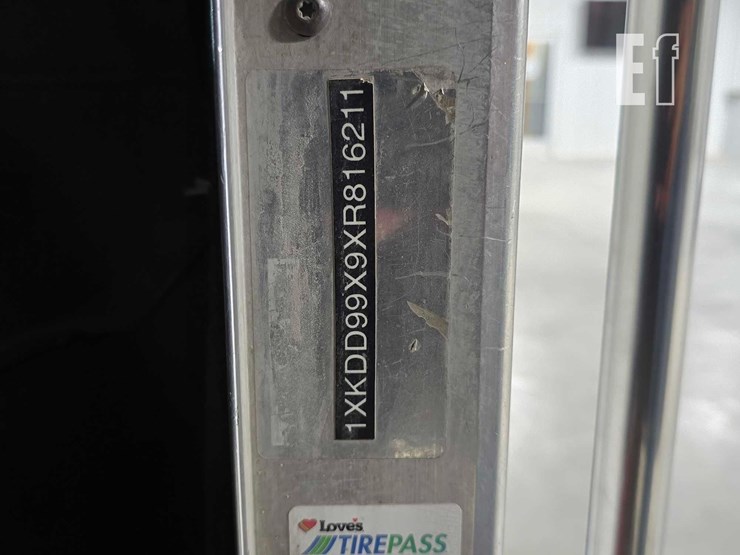 Ef
1XKDD99X9XR816211
Love's
TIREPASS